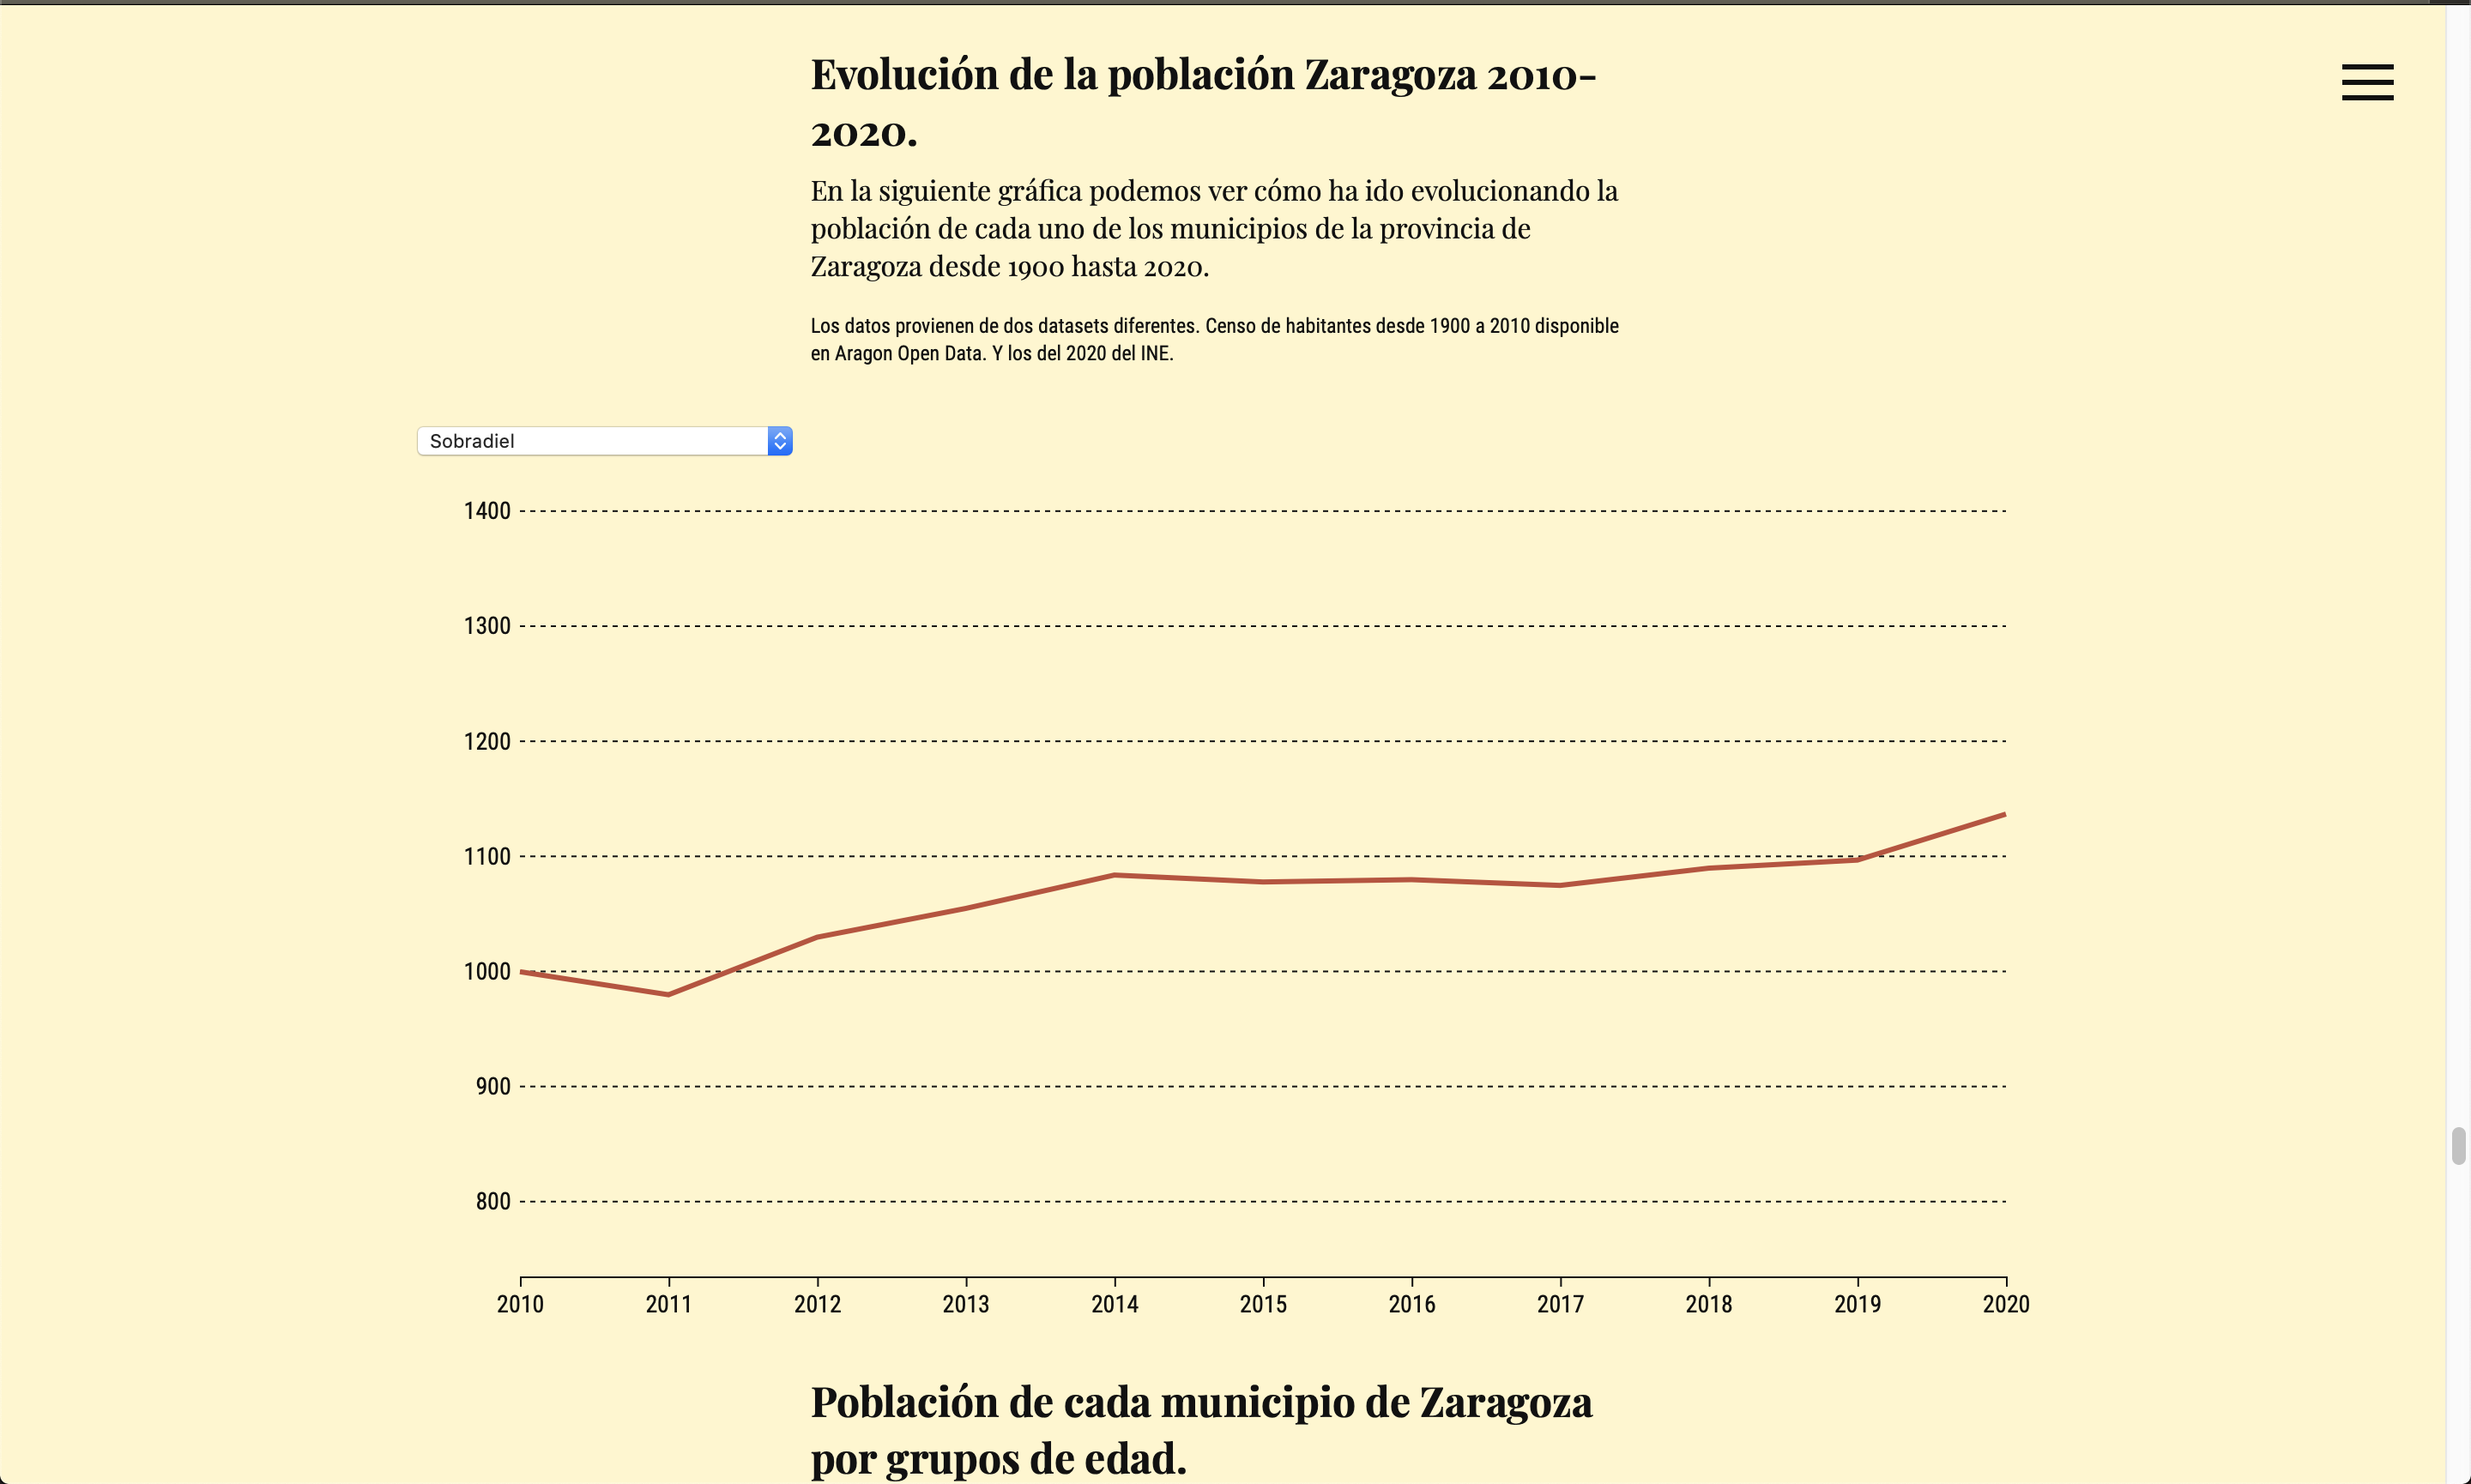 Evolución de la población Zaragoza 2010-
2020.
En la siguiente gráfica podemos ver cómo ha ido evolucionando la
población de cada uno de los municipios de la provincia de
Zaragoza desde 1900 hasta 2020.
Los datos provienen de dos datasets diferentes. Censo de habitantes desde 1900 a 2010 disponible
en Aragon Open Data. Y los del 2020 del INE.
Sobradiel
1400
1300
1200
1100
1000
900
800
2010 2011 2012 2013 2014 2015 2016 2017 2018 2019 2020
Población de cada municipio de Zaragoza
por grupos de edad.